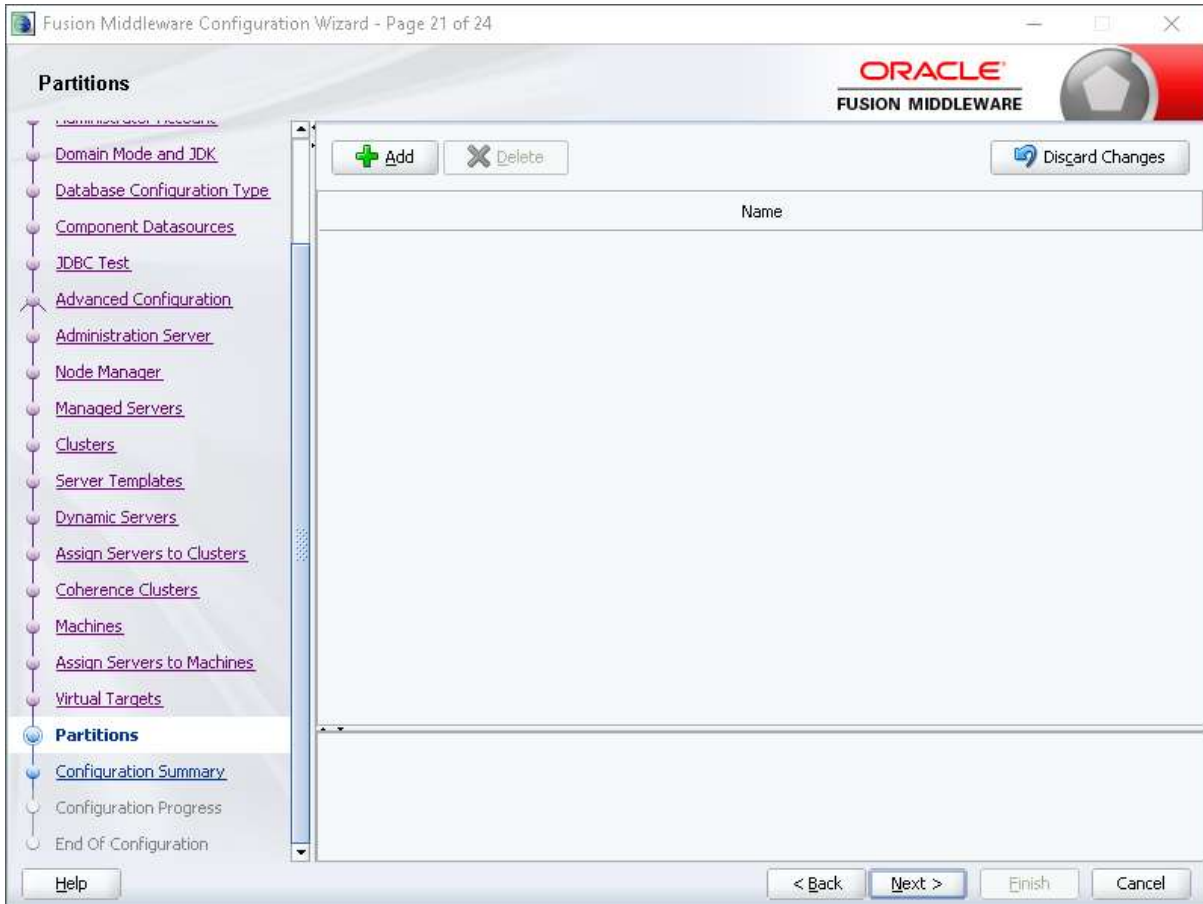 Fusion Middleware Configuration Wizard - Page 21 of 24
Partitions
ORACLE
FUSION MIDDLEWARE
Administrator Account
Domain Mode and JDK
Database Configuration Type
Component Datasources
JDBC Test
Advanced Configuration
Administration Server
Node Manager
Managed Servers
Clusters
Server Templates
Dynamic Servers
Assign Servers to Clusters
Coherence Clusters
Machines
Assign Servers to Machines
Virtual Targets
Partitions
Configuration Summary
Configuration Progress
End Of Configuration
Add Delete Discard Changes
Name
Help < Back Next > Finish Cancel